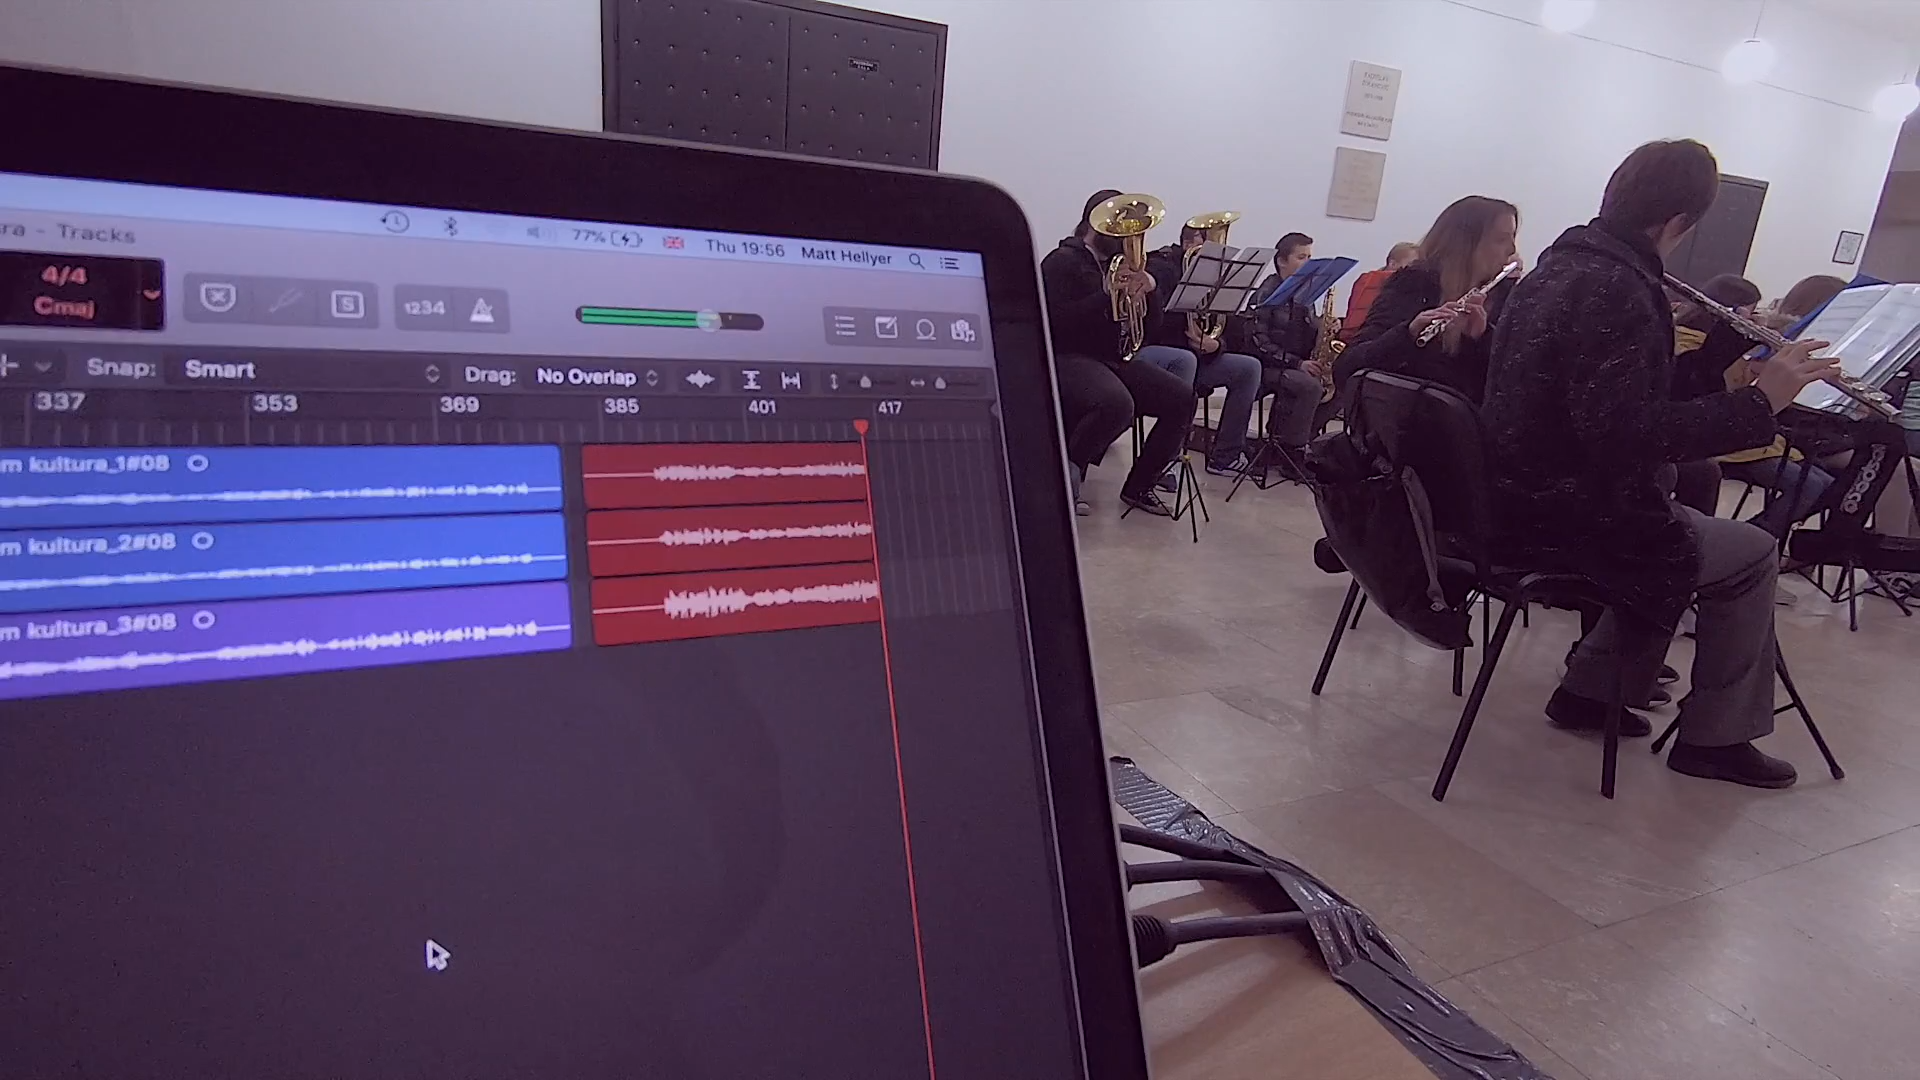 77%
Thu 19:56
Matt Hellyer
ra - Tracks
4/4
Cmaj
S
1234
Snap: Smart
Drag: No Overlap
337
353
369
385
401
417
m kultura_1#08
m kultura_2#08
m kultura_3#08